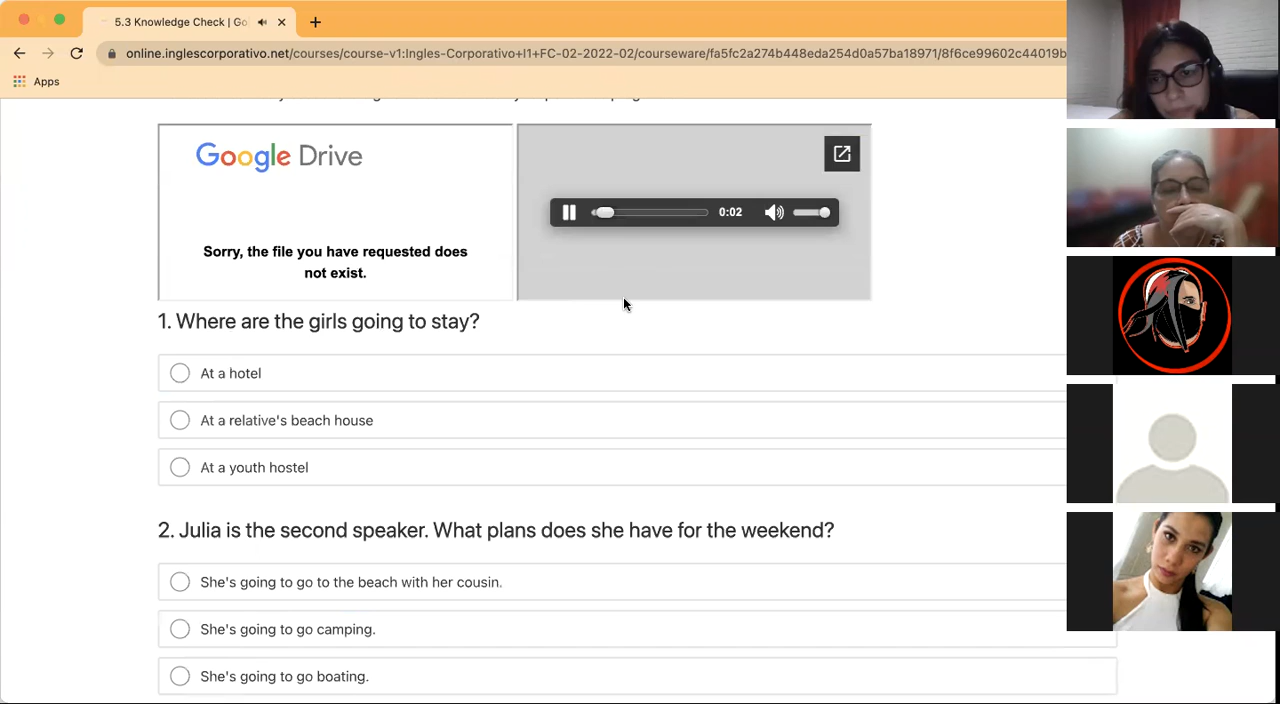 5.3 Knowledge Check | Go
online.inglescorporativo.net/courses/course-v1:Ingles-Corporativo+I1+FC-02-2022-02/courseware/fa5fc2a274b448eda254d0a57ba18971/8f6ce99602c44019b
Apps
Google Drive
Sorry, the file you have requested does
not exist.
0:02
1. Where are the girls going to stay?
At a hotel
At a relative's beach house
At a youth hostel
2. Julia is the second speaker. What plans does she have for the weekend?
She's going to go to the beach with her cousin.
She's going to go camping.
She's going to go boating.